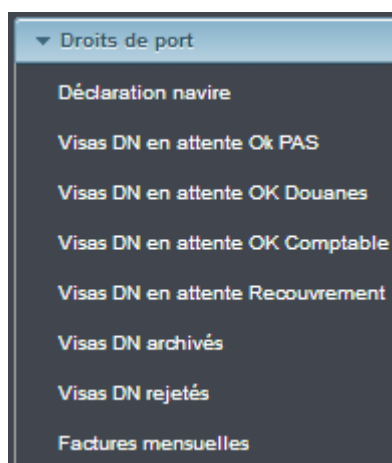 Droits de port
Déclaration navire
Visas DN en attente Ok PAS
Visas DN en attente OK Douanes
Visas DN en attente OK Comptable
Visas DN en attente Recouvrement
Visas DN archivés
Visas DN rejetés
Factures mensuelles